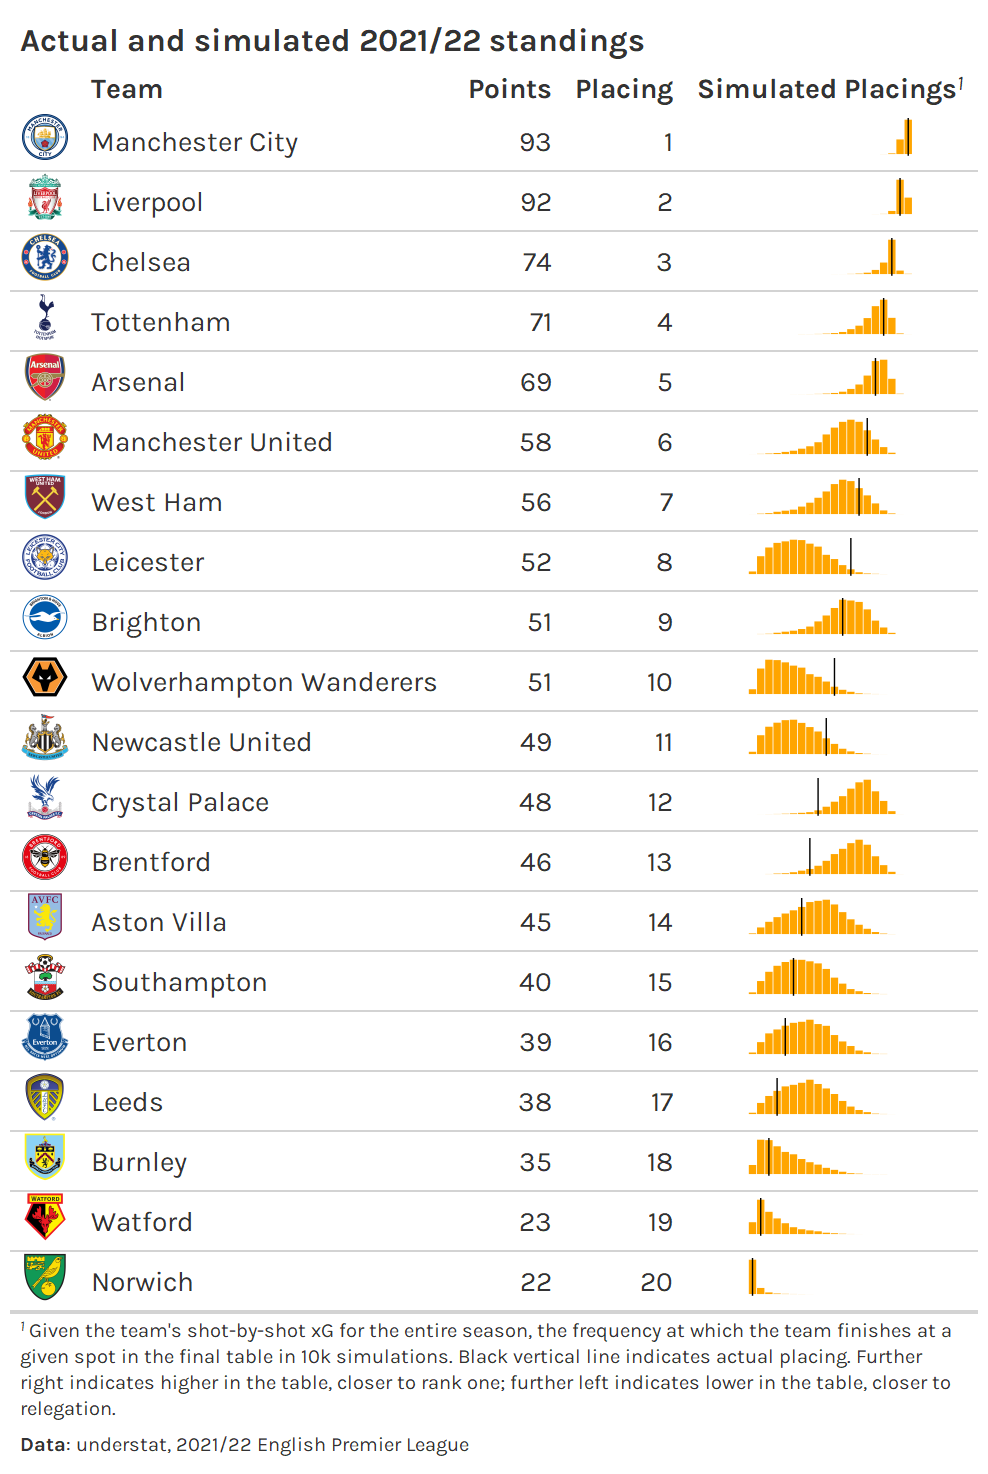 Actual and simulated 2021/22 standings
Team Points Placing Simulated Placings1
Manchester City 93 1
Liverpool 92 2
Chelsea 74 3
Tottenham 71 4
Arsenal 69 5
Manchester United 58 6
West Ham 56 7
Leicester 52 8
Brighton 51 9
Wolverhampton Wanderers 51 10
Newcastle United 49 11
Crystal Palace 48 12
Brentford 46 13
Aston Villa 45 14
Southampton 40 15
Everton 39 16
Leeds 38 17
Burnley 35 18
Watford 23 19
Norwich 22 20
1 Given the team's shot-by-shot xG for the entire season, the frequency at which the team finishes at a
given spot in the final table in 10k simulations. Black vertical line indicates actual placing. Further
right indicates higher in the table, closer to rank one; further left indicates lower in the table, closer to
relegation.
Data: understat, 2021/22 English Premier League